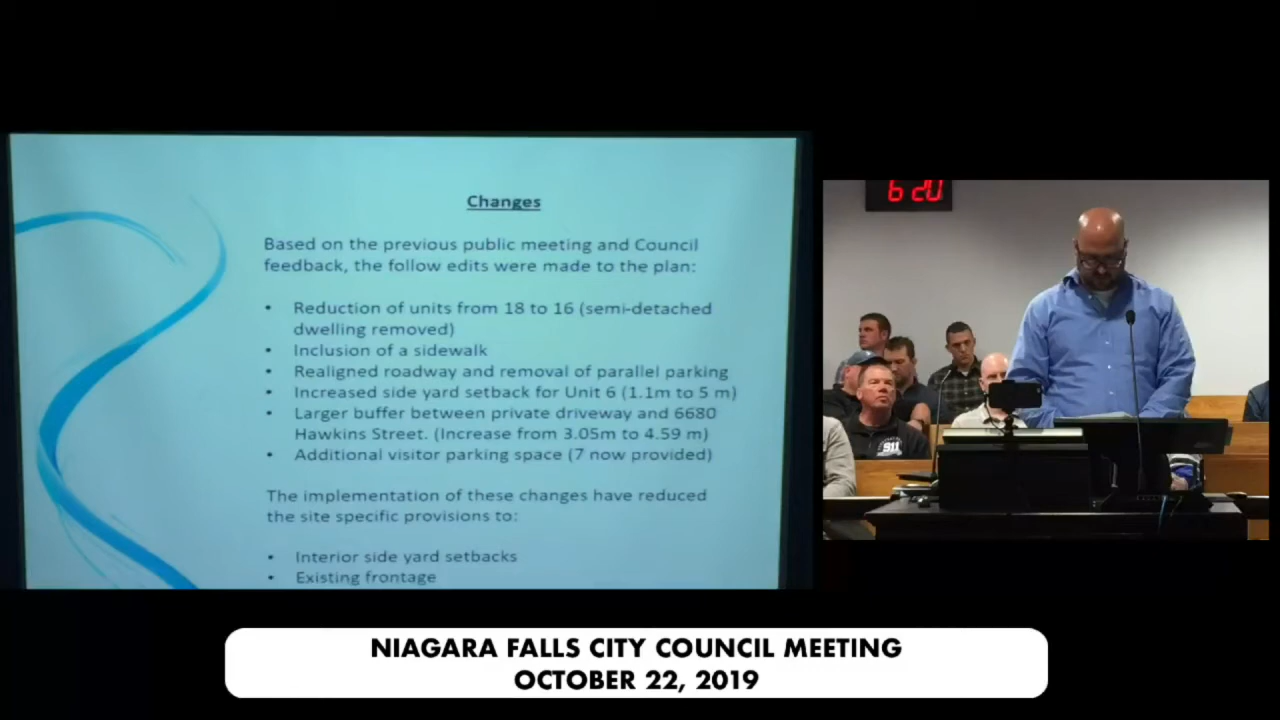 Changes
Based on the previous public meeting and Council
feedback, the follow edits were made to the plan:
• Reduction of units from 18 to 16 (semi-detached
dwelling removed)
• Inclusion of a sidewalk
• Realigned roadway and removal of parallel parking
• Increased side yard setback for Unit 6 (1.1m to 5 m)
• Larger buffer between private driveway and 6680
Hawkins Street. (Increase from 3.05m to 4.59 m)
• Additional visitor parking space (7 now provided)
The implementation of these changes have reduced
the site specific provisions to:
• Interior side yard setbacks
• Existing frontage
6 20
911
NIAGARA FALLS CITY COUNCIL MEETING
OCTOBER 22, 2019